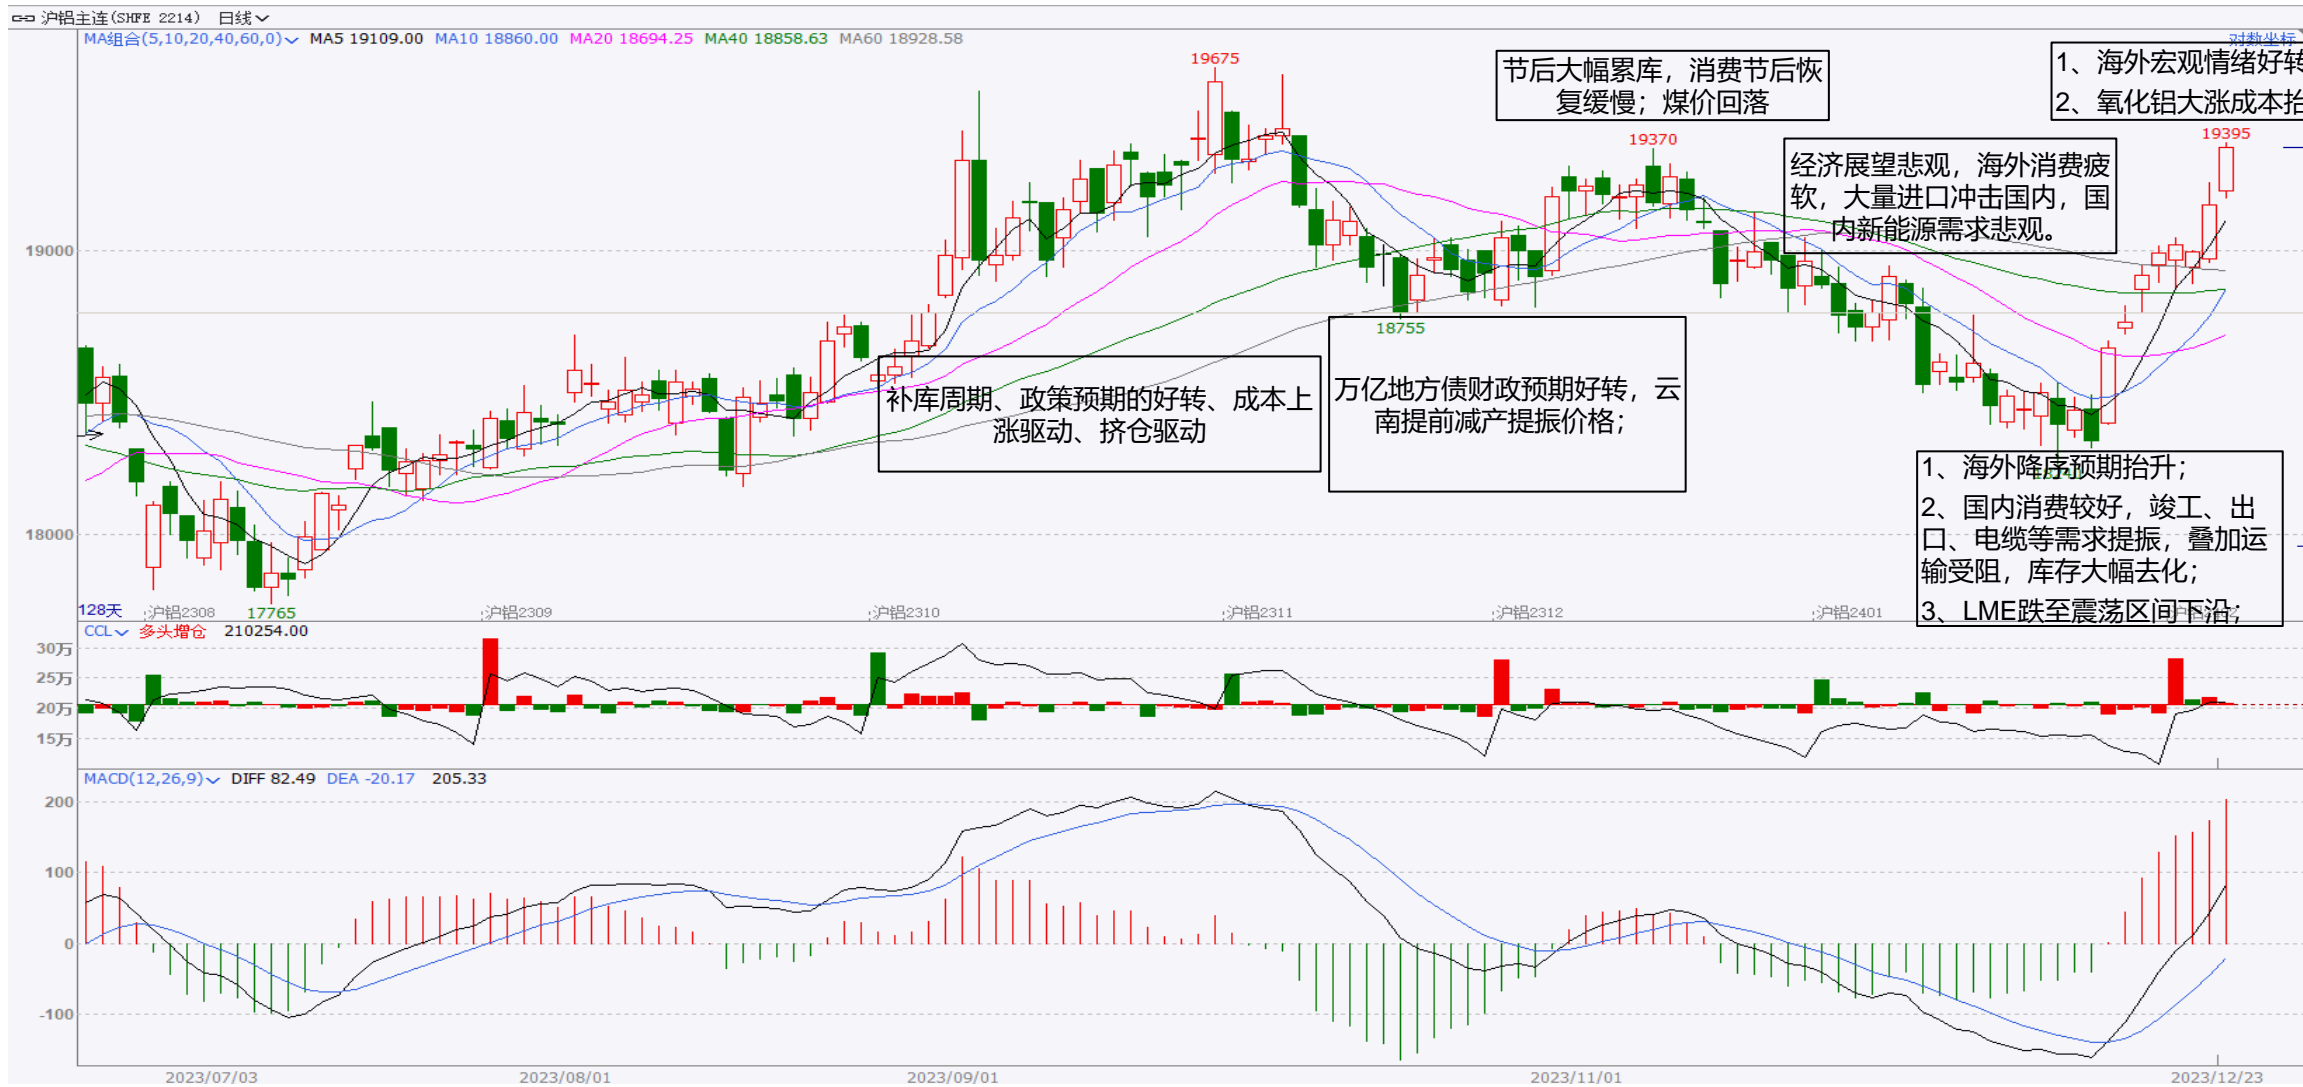 沪铝主连(SHFE 2214) 日线
MA组合(5,10,20,40,60,0) MA5 19109.00 MA10 18860.00 MA20 18694.25 MA40 18858.63 MA60 18928.58
对数坐标
1、海外宏观情绪好转
2、氧化铝大涨成本抬
节后大幅累库，消费节后恢
复缓慢；煤价回落
19675
19370
19395
经济展望悲观，海外消费疲
软，大量进口冲击国内，国
内新能源需求悲观。
19000
18755
补库周期、政策预期的好转、成本上
涨驱动、挤仓驱动
万亿地方债财政预期好转，云
南提前减产提振价格；
1、海外降序预期抬升；
2、国内消费较好，竣工、出
口、电缆等需求提振，叠加运
输受阻，库存大幅去化；
3、LME跌至震荡区间下沿；
18000
128天 沪铝2308 17765 沪铝2309 沪铝2310 沪铝2311 沪铝2312 沪铝2401
CCL 多头增仓 210254.00
30万
25万
20万
15万
MACD(12,26,9) DIFF 82.49 DEA -20.17 205.33
200
100
0
-100
2023/07/03 2023/08/01 2023/09/01 2023/11/01 2023/12/23